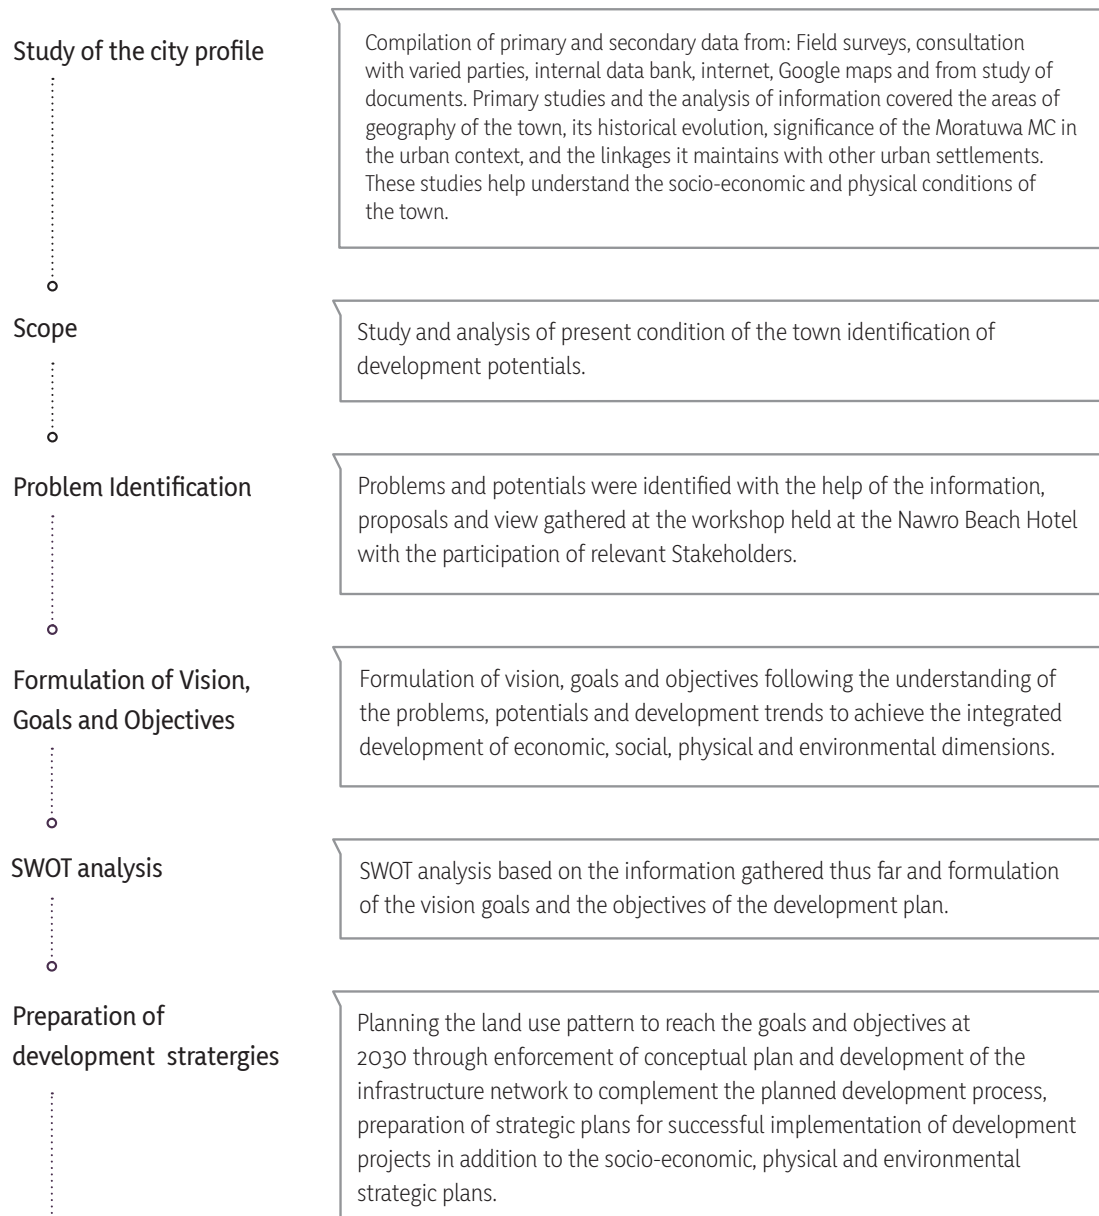 Study of the city profile
Compilation of primary and secondary data from: Field surveys, consultation
with varied parties, internal data bank, internet, Google maps and from study of
documents. Primary studies and the analysis of information covered the areas of
geography of the town, its historical evolution, significance of the Moratuwa MC in
the urban context, and the linkages it maintains with other urban settlements.
These studies help understand the socio-economic and physical conditions of
the town.
Scope
Study and analysis of present condition of the town identification of
development potentials.
Problem Identification
Problems and potentials were identified with the help of the information,
proposals and view gathered at the workshop held at the Nawro Beach Hotel
with the participation of relevant Stakeholders.
Formulation of Vision,
Goals and Objectives
Formulation of vision, goals and objectives following the understanding of
the problems, potentials and development trends to achieve the integrated
development of economic, social, physical and environmental dimensions.
SWOT analysis
SWOT analysis based on the information gathered thus far and formulation
of the vision goals and the objectives of the development plan.
Preparation of
development stratergies
Planning the land use pattern to reach the goals and objectives at
2030 through enforcement of conceptual plan and development of the
infrastructure network to complement the planned development process,
preparation of strategic plans for successful implementation of development
projects in addition to the socio-economic, physical and environmental
strategic plans.